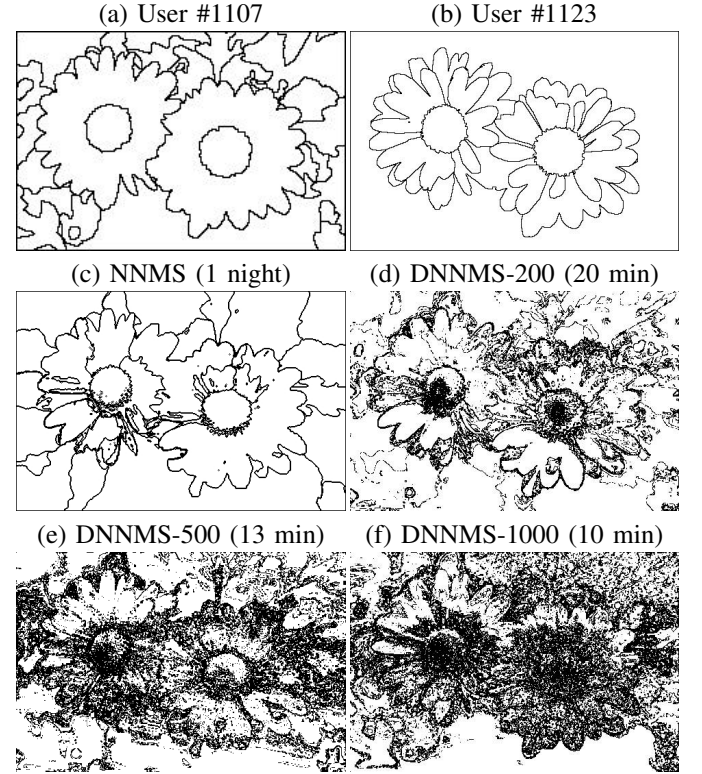 (a) User #1107
(b) User #1123
(c) NNMS (1 night)
(d) DNNMS-200 (20 min)
(e) DNNMS-500 (13 min)
(f) DNNMS-1000 (10 min)